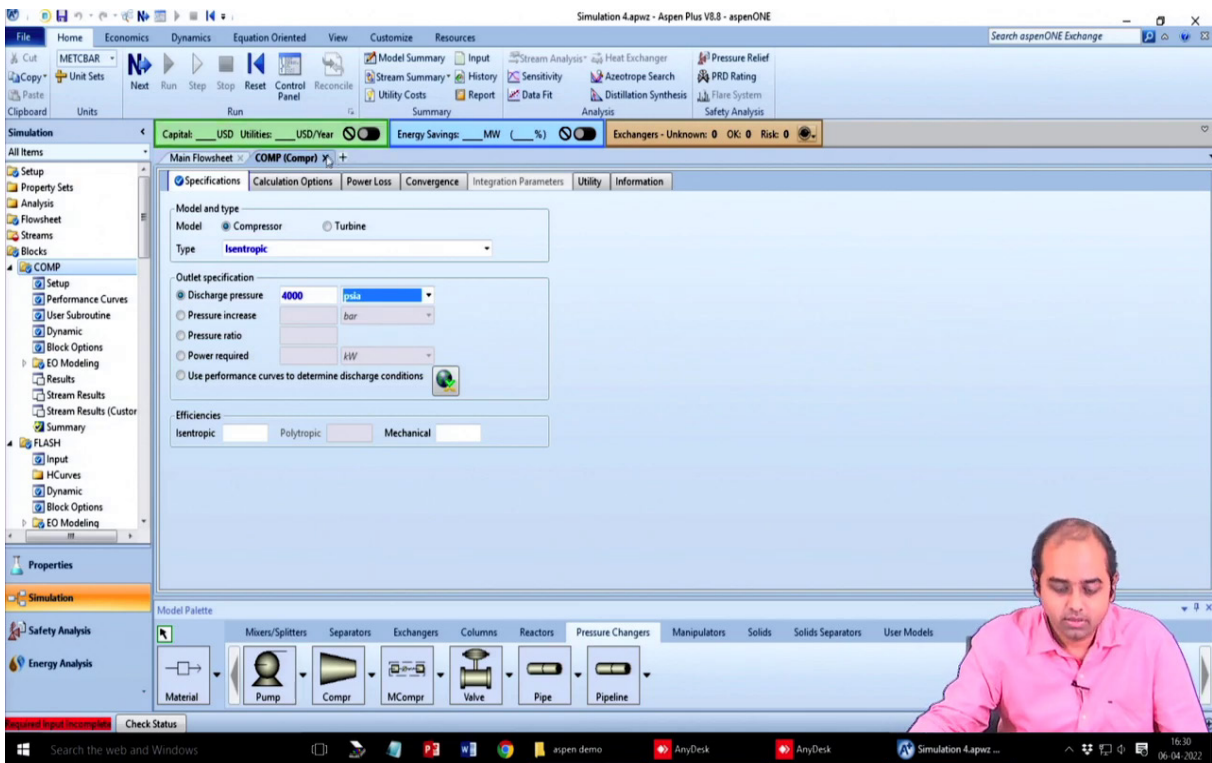 Simulation 4.apwz - Aspen Plus V8.8 - aspenONE
File Home Economics Dynamics Equation Oriented View Customize Resources Search aspenONE Exchange
Cut METCBAR Model Summary Input Stream Analysis Heat Exchanger Pressure Relief
Copy Unit Sets Next Run Step Stop Reset Control Panel Reconcile Stream Summary History Sensitivity Azeotrope Search PRD Rating
Paste Utility Costs Report Data Fit Distillation Synthesis Flare System
Clipboard Units Run Summary Analysis Safety Analysis
Simulation Capital: ____USD Utilities: ____USD/Year Energy Savings: ____MW (____%) Exchangers - Unknown: 0 OK: 0 Risk: 0
All Items Main Flowsheet COMP (Compr)
Setup
Property Sets
Analysis
Flowsheet
Streams
Blocks
COMP
Setup
Performance Curves
User Subroutine
Dynamic
Block Options
EO Modeling
Results
Stream Results
Stream Results (Custor
Summary
FLASH
Input
HCurves
Dynamic
Block Options
EO Modeling
Specifications Calculation Options Power Loss Convergence Integration Parameters Utility Information
Model and type
Model Compressor Turbine
Type Isentropic
Outlet specification
Discharge pressure 4000 psia
Pressure increase bar
Pressure ratio
Power required kW
Use performance curves to determine discharge conditions
Efficiencies
Isentropic Polytropic Mechanical
Properties
Simulation
Safety Analysis
Energy Analysis
Model Palette
Mixers/Splitters Separators Exchangers Columns Reactors Pressure Changers Manipulators Solids Solids Separators User Models
Material Pump Compr MCompr Valve Pipe Pipeline
Required Input Incomplete Check Status
Search the web and Windows aspen demo AnyDesk AnyDesk Simulation 4.apwz ... 16:30
06-04-2022